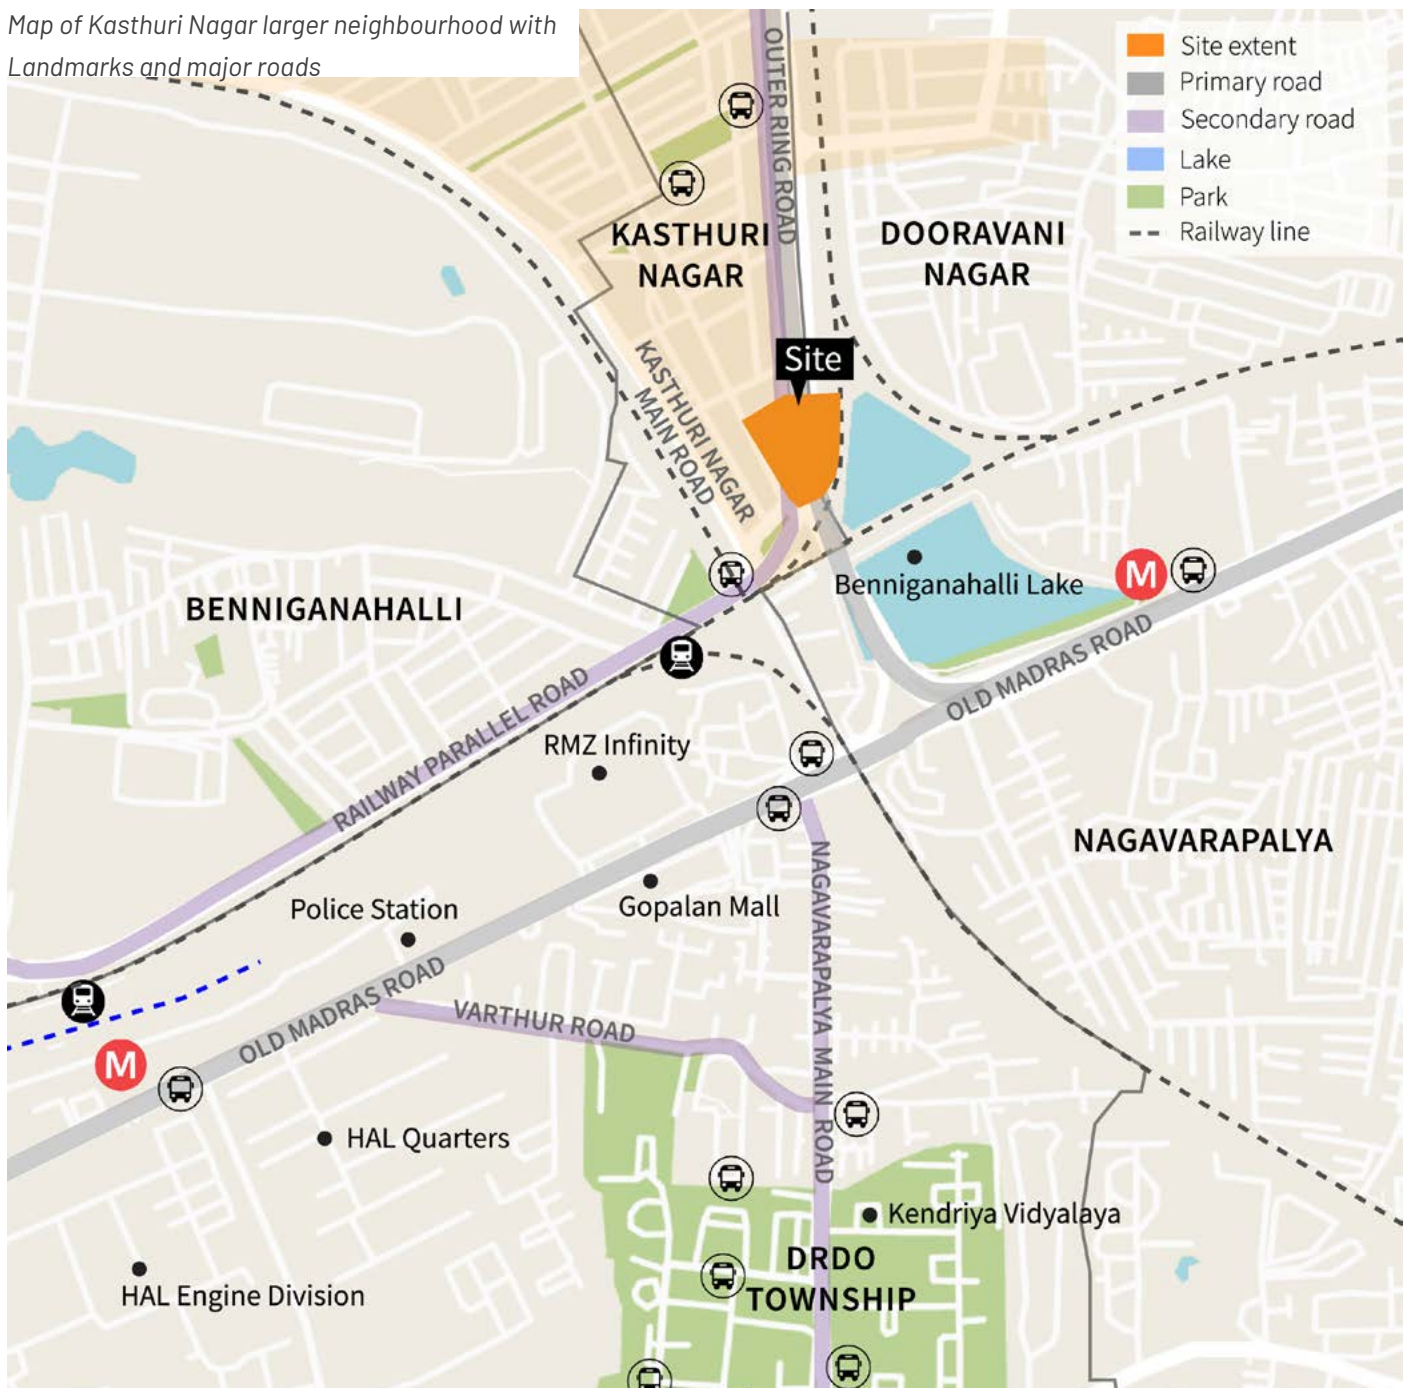 Map of Kasthuri Nagar larger neighbourhood with
Landmarks and major roads
Site extent
Primary road
Secondary road
Lake
Park
Railway line
OUTER RING ROAD
KASTHURI
NAGAR
DOORAVANI
NAGAR
Site
KASTHURI NAGAR
MAIN ROAD
Benniganahalli Lake
M
BENNIGANAHALLI
OLD MADRAS ROAD
RAILWAY PARALLEL ROAD
RMZ Infinity
NAGAVARAPALYA
Gopalan Mall
Police Station
NAGAVARAPALYA MAIN ROAD
OLD MADRAS ROAD
VARTHUR ROAD
M
HAL Quarters
Kendriya Vidyalaya
DRDO
TOWNSHIP
HAL Engine Division